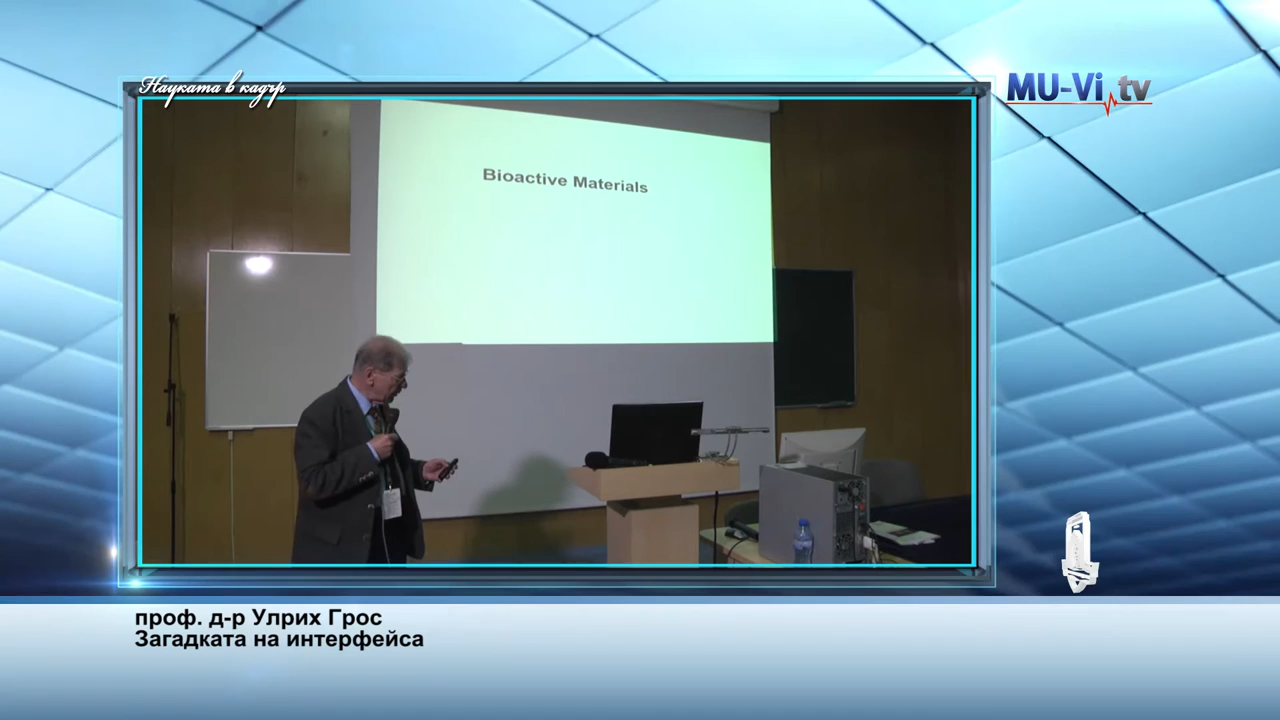 Науката в кадър
MU-Vi.tv
Bioactive Materials
проф. д-р Улрих Грос
Загадката на интерфейса